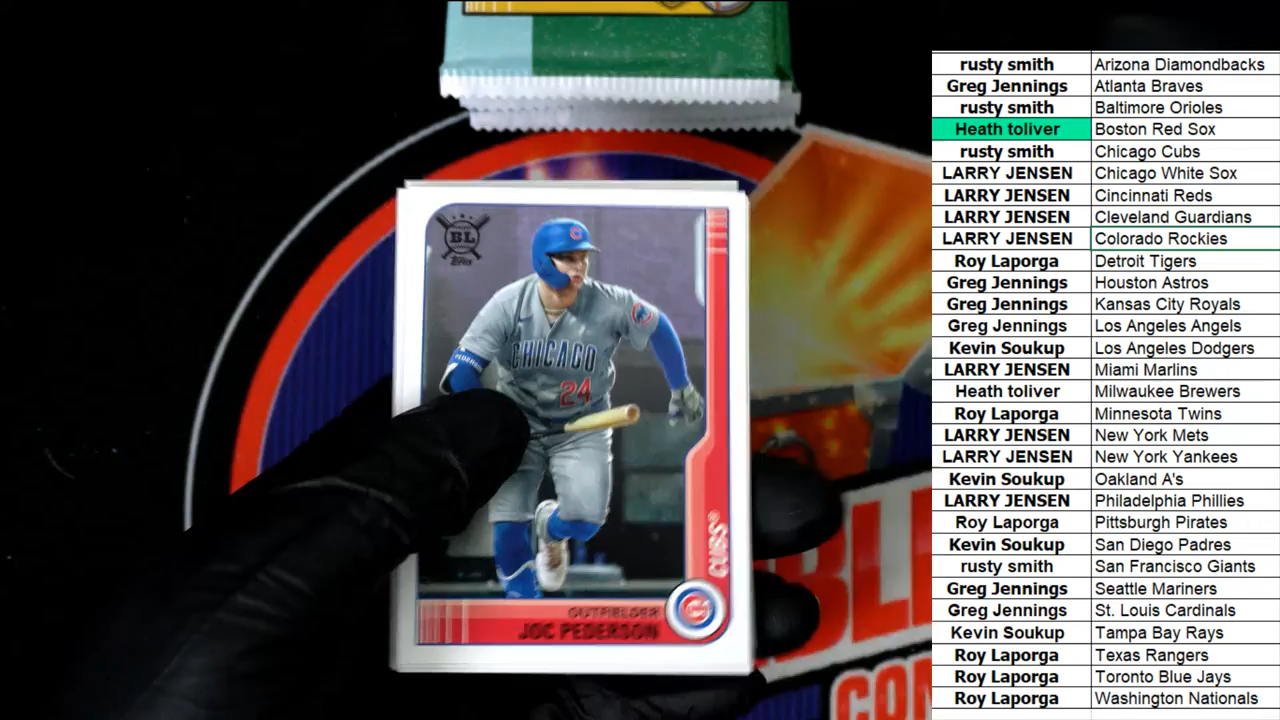 BL
Topps
CHICAGO
24
CUBS
OUTFIELDER
JOC PEDERSON
BLE
CON
rusty smith Arizona Diamondbacks
Greg Jennings Atlanta Braves
rusty smith Baltimore Orioles
Heath toliver Boston Red Sox
rusty smith Chicago Cubs
LARRY JENSEN Chicago White Sox
LARRY JENSEN Cincinnati Reds
LARRY JENSEN Cleveland Guardians
LARRY JENSEN Colorado Rockies
Roy Laporga Detroit Tigers
Greg Jennings Houston Astros
Greg Jennings Kansas City Royals
Greg Jennings Los Angeles Angels
Kevin Soukup Los Angeles Dodgers
LARRY JENSEN Miami Marlins
Heath toliver Milwaukee Brewers
Roy Laporga Minnesota Twins
LARRY JENSEN New York Mets
LARRY JENSEN New York Yankees
Kevin Soukup Oakland A's
LARRY JENSEN Philadelphia Phillies
Roy Laporga Pittsburgh Pirates
Kevin Soukup San Diego Padres
rusty smith San Francisco Giants
Greg Jennings Seattle Mariners
Greg Jennings St. Louis Cardinals
Kevin Soukup Tampa Bay Rays
Roy Laporga Texas Rangers
Roy Laporga Toronto Blue Jays
Roy Laporga Washington Nationals